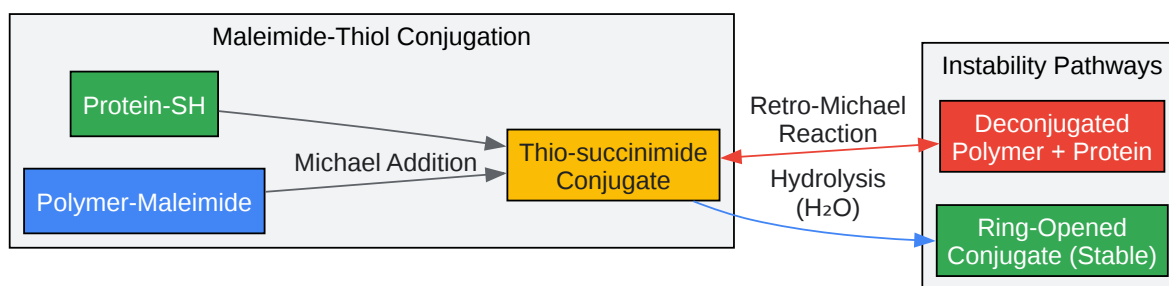 Maleimide-Thiol Conjugation
Protein-SH
Polymer-Maleimide
Michael Addition
Thio-succinimide
Conjugate
Retro-Michael
Reaction
Hydrolysis
(H₂O)
Instability Pathways
Deconjugated
Polymer + Protein
Ring-Opened
Conjugate (Stable)